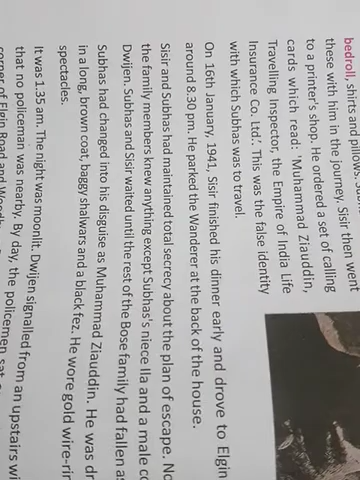 bedroll, shirts and pillows.
these with him in the journey. Sisir then went
to a printer's shop. He ordered a set of calling
cards which read: 'Muhammad Ziauddin,
Travelling Inspector, the Empire of India Life
Insurance Co. Ltd.'. This was the false identity
with which Subhas was to travel.
On 16th January, 1941, Sisir finished his dinner early and drove to Elgin
around 8.30 pm. He parked the Wanderer at the back of the house.
Sisir and Subhas had maintained total secrecy about the plan of escape.
the family members knew anything except Subhas's niece Ila and a male
Dwijen. Subhas and Sisir waited until the rest of the Bose family had fallen
Subhas had changed into his disguise as Muhammad Ziauddin. He was
in a long, brown coat, baggy shalwars and a black fez. He wore gold
spectacles.
It was 1.35 am. The night was moonlit. Dwijen signalled from an upstairs
that no policeman was nearby. By day, the policemen sat
corner of Elgin Road and